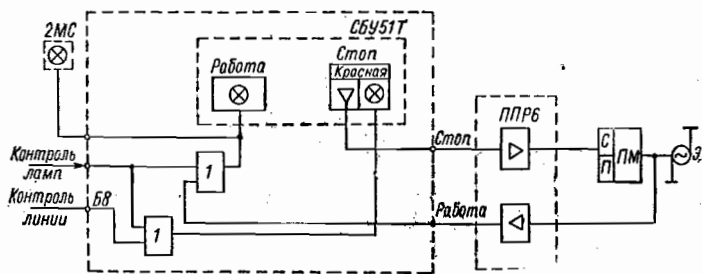 2МС
СБУ51Т
Работа
Стоп
Красная
ППР6
Стоп
С
П
ПМ
Контроль
ламп
1
Контроль
линии
Б8
1
Работа